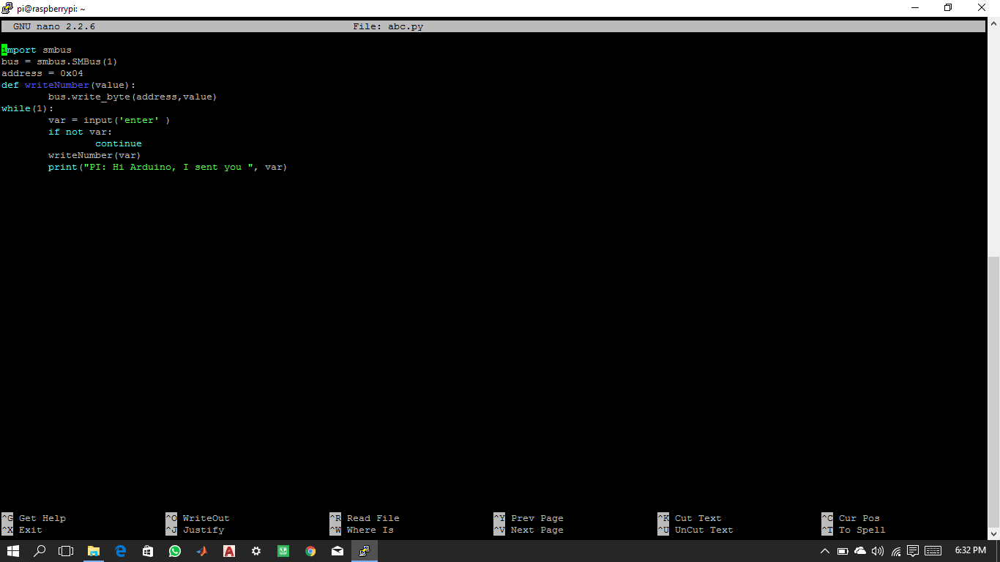 pi@raspberrypi: ~
GNU nano 2.2.6 File: abc.py
import smbus
bus = smbus.SMBus(1)
address = 0x04
def writeNumber(value):
        bus.write_byte(address,value)
while(1):
        var = input('enter' )
        if not var:
                continue
        writeNumber(var)
        print("PI: Hi Arduino, I sent you ", var)
^G Get Help ^O WriteOut ^R Read File ^Y Prev Page ^K Cut Text ^C Cur Pos
^X Exit ^J Justify ^W Where Is ^V Next Page ^U UnCut Text ^T To Spell
6:32 PM